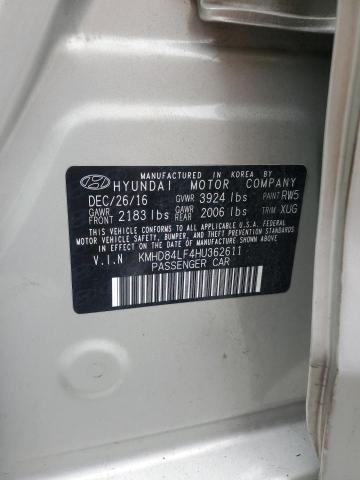 MANUFACTURED IN KOREA BY
HYUNDAI MOTOR COMPANY
DEC/26/16 GVWR 3924 lbs PAINT RW5
GAWR FRONT 2183 lbs GAWR REAR 2006 lbs TRIM XUG
THIS VEHICLE CONFORMS TO ALL APPLICABLE U.S.A. FEDERAL
MOTOR VEHICLE SAFETY, BUMPER, AND THEFT PREVENTION
STANDARDS IN EFFECT ON THE DATE OF MANUFACTURE SHOWN ABOVE.
V.I.N KMHD84LF4HU362611
PASSENGER CAR